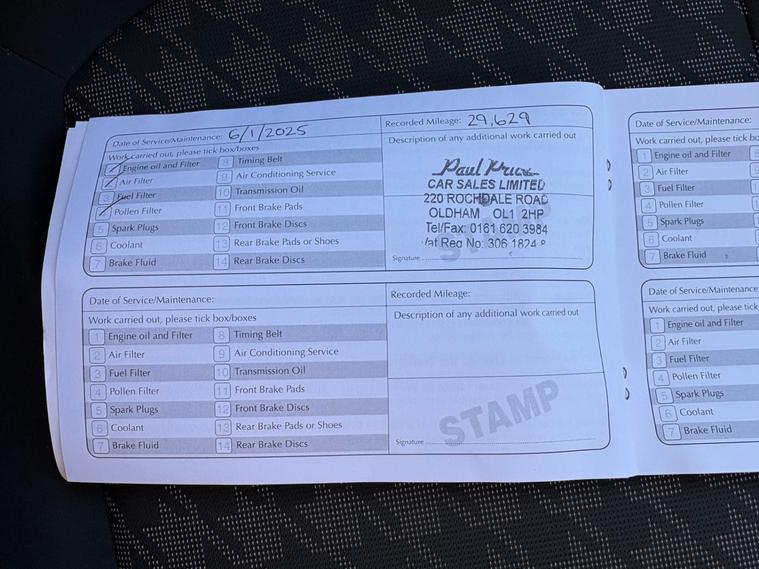 Date of Service/Maintenance: 6/1/2025
Recorded Mileage: 29,629
Work carried out, please tick box/boxes
Engine oil and Filter
Air Filter
3 Fuel Filter
Pollen Filter
5 Spark Plugs
6 Coolant
7 Brake Fluid
8 Timing Belt
9 Air Conditioning Service
10 Transmission Oil
11 Front Brake Pads
12 Front Brake Discs
13 Rear Brake Pads or Shoes
14 Rear Brake Discs
Description of any additional work carried out
Paul Price
CAR SALES LIMITED
220 ROCHDALE ROAD
OLDHAM OL1 2HP
Tel/Fax: 0161 620 3984
Vat Reg No: 306 1824
STAMP
Signature
Date of Service/Maintenance:
Recorded Mileage:
Work carried out, please tick box/boxes
1 Engine oil and Filter
2 Air Filter
3 Fuel Filter
4 Pollen Filter
5 Spark Plugs
6 Coolant
7 Brake Fluid
8 Timing Belt
9 Air Conditioning Service
10 Transmission Oil
11 Front Brake Pads
12 Front Brake Discs
13 Rear Brake Pads or Shoes
14 Rear Brake Discs
Description of any additional work carried out
STAMP
Signature
Date of Service/Maintenance:
Work carried out, please tick bo
1 Engine oil and Filter
2 Air Filter
3 Fuel Filter
4 Pollen Filter
5 Spark Plugs
6 Coolant
7 Brake Fluid
Date of Service/Maintenance
Work carried out, please tick
1 Engine oil and Filter
2 Air Filter
3 Fuel Filter
4 Pollen Filter
5 Spark Plugs
6 Coolant
7 Brake Fluid